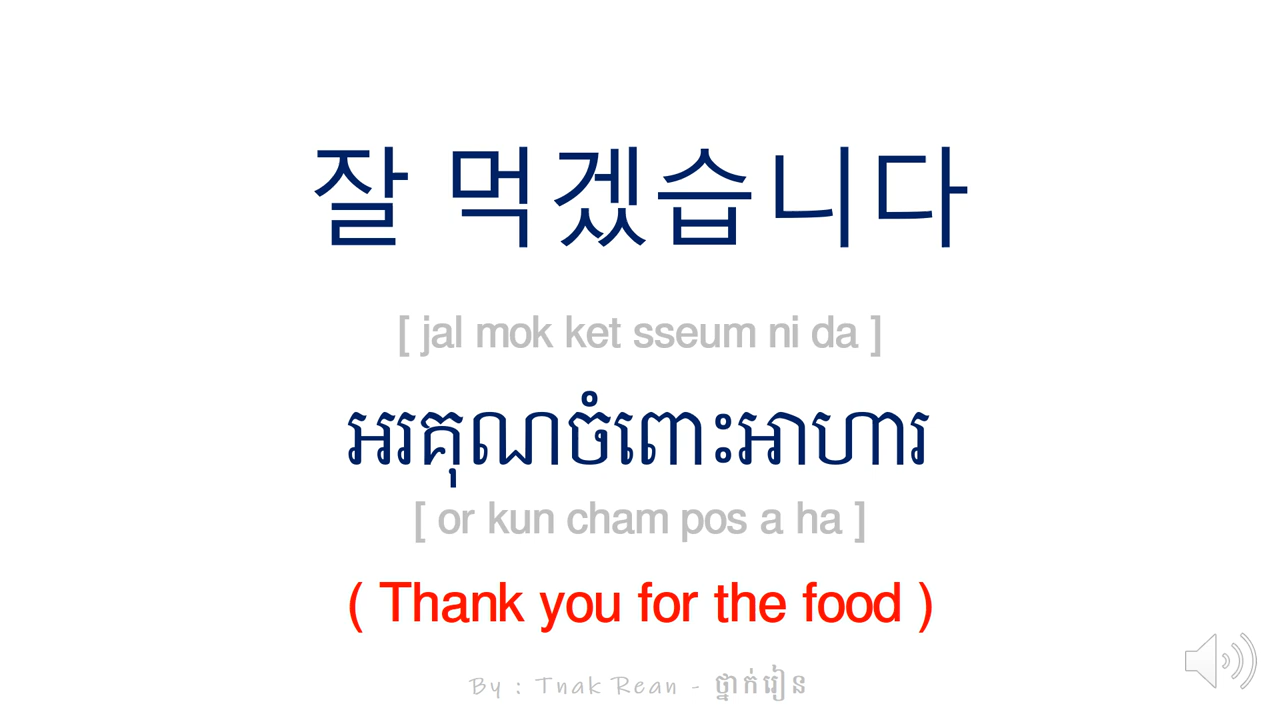 잘 먹겠습니다
[ jal mok ket sseum ni da ]
អរគុណចំពោះអាហារ
[ or kun cham pos a ha ]
( Thank you for the food )
By : Tnak Rean - ថ្នាក់រៀន